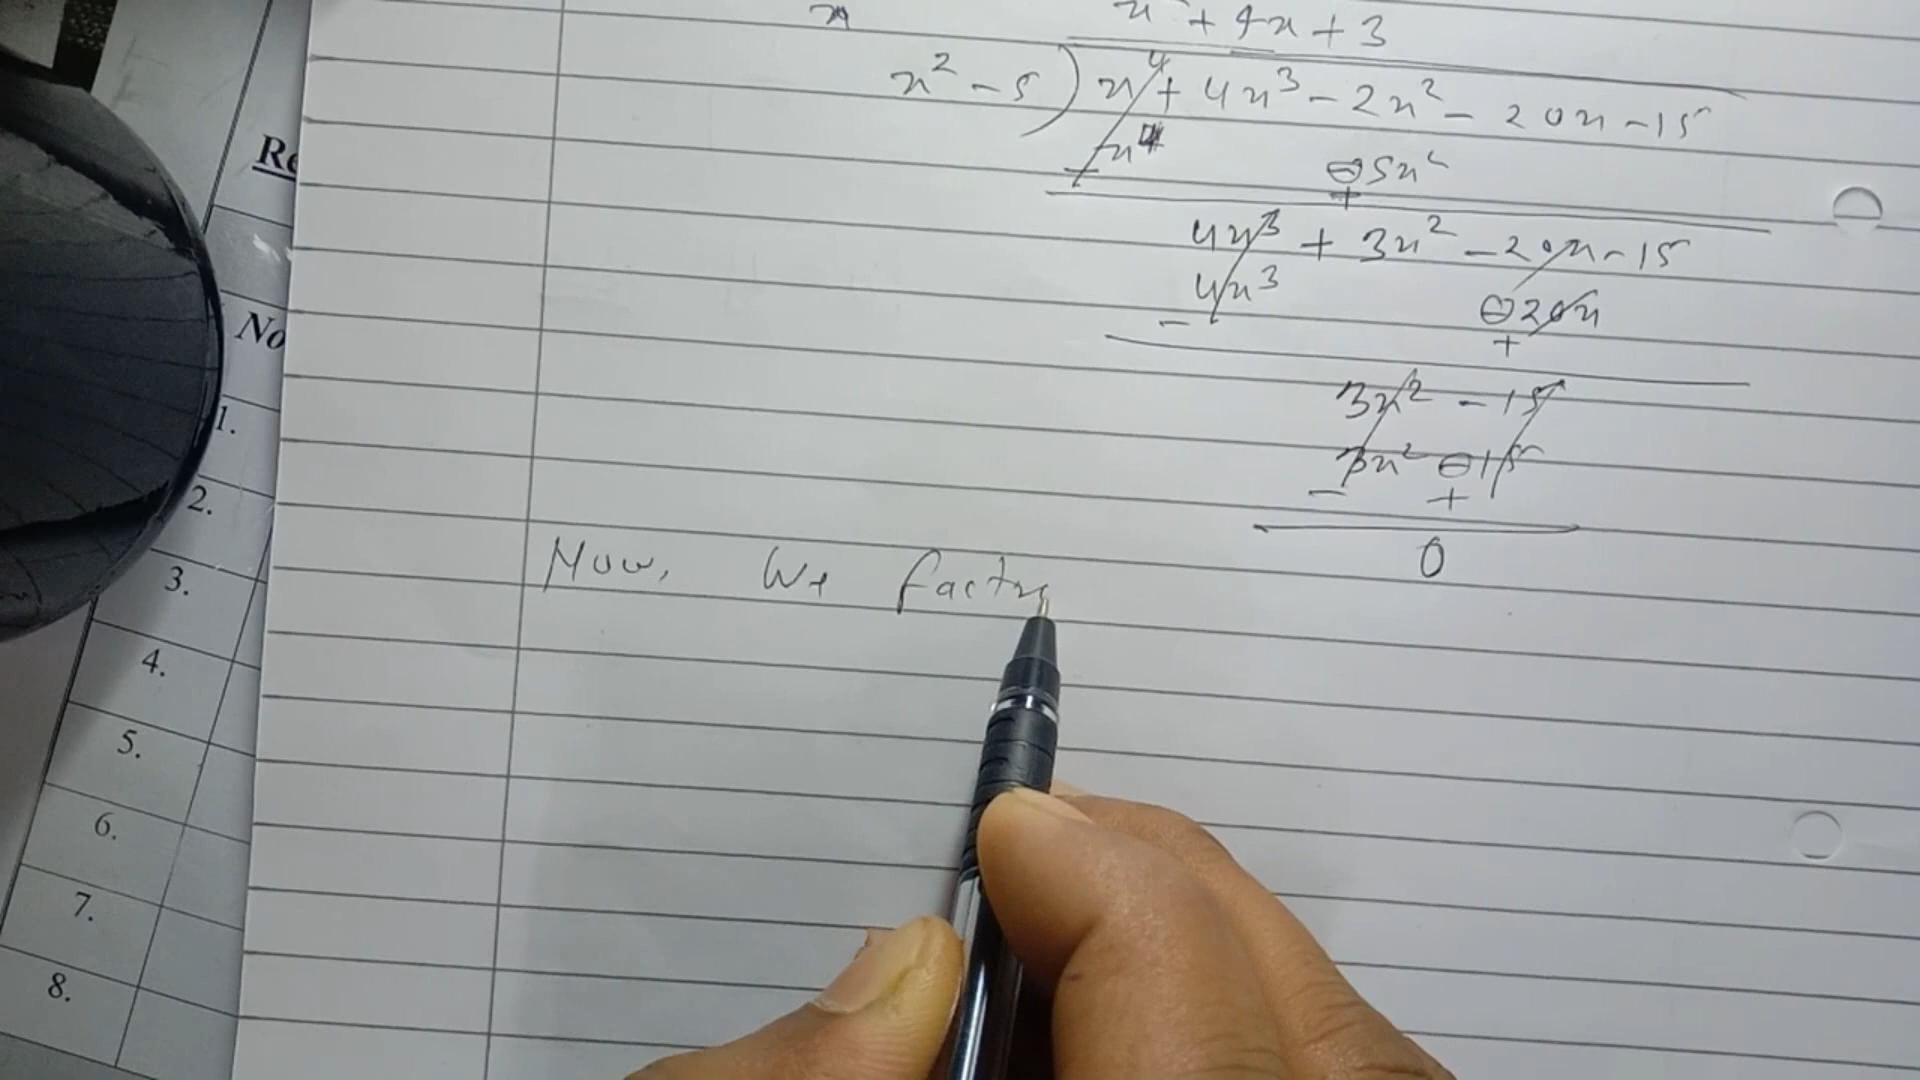 x² + 4x + 3
x² - 5 ) x⁴ + 4x³ - 2x² - 20x - 15
x⁴ - 5x²
- +
4x³ + 3x² - 20x - 15
4x³ - 20x
- +
3x² - 15
3x² - 15
- +
0
Now, We facto
Re
No
1.
2.
3.
4.
5.
6.
7.
8.